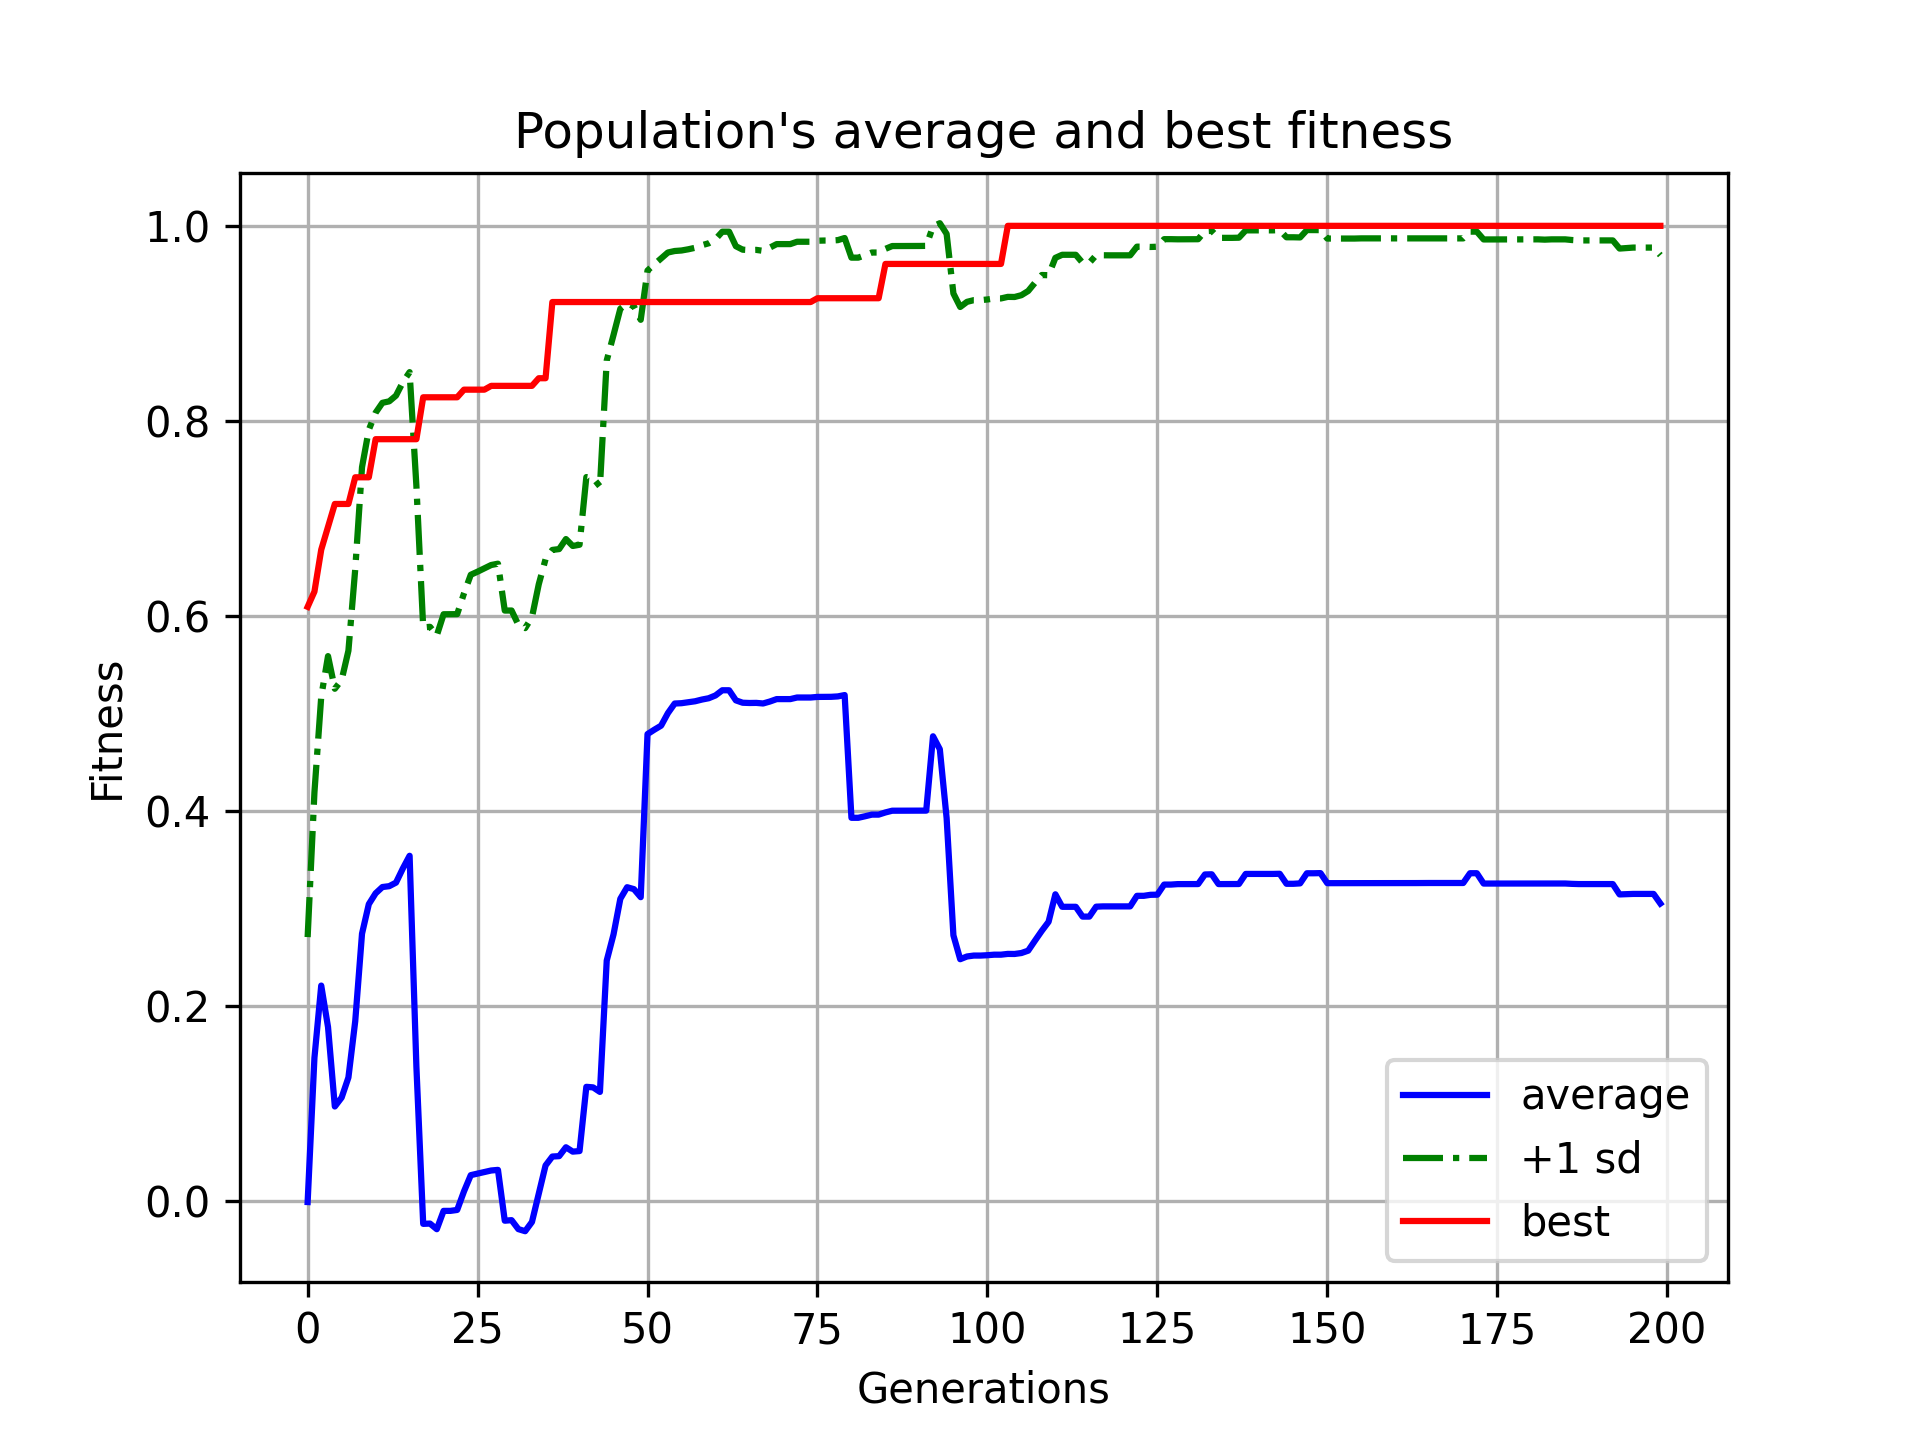 Population's average and best fitness
Fitness
1.0
0.8
0.6
0.4
0.2
0.0
average
+1 sd
best
0 25 50 75 100 125 150 175 200
Generations